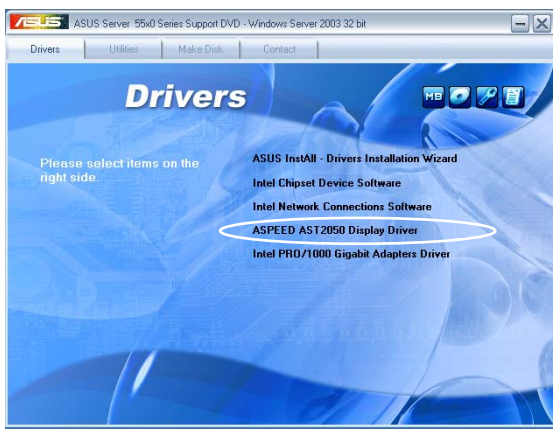 ASUS ASUS Server 55x0 Series Support DVD - Windows Server 2003 32 bit
Drivers Utilities Make Disk Contact
Drivers
MB
Please select items on the
right side.
ASUS InstAll - Drivers Installation Wizard
Intel Chipset Device Software
Intel Network Connections Software
ASPEED AST2050 Display Driver
Intel PRO/1000 Gigabit Adapters Driver